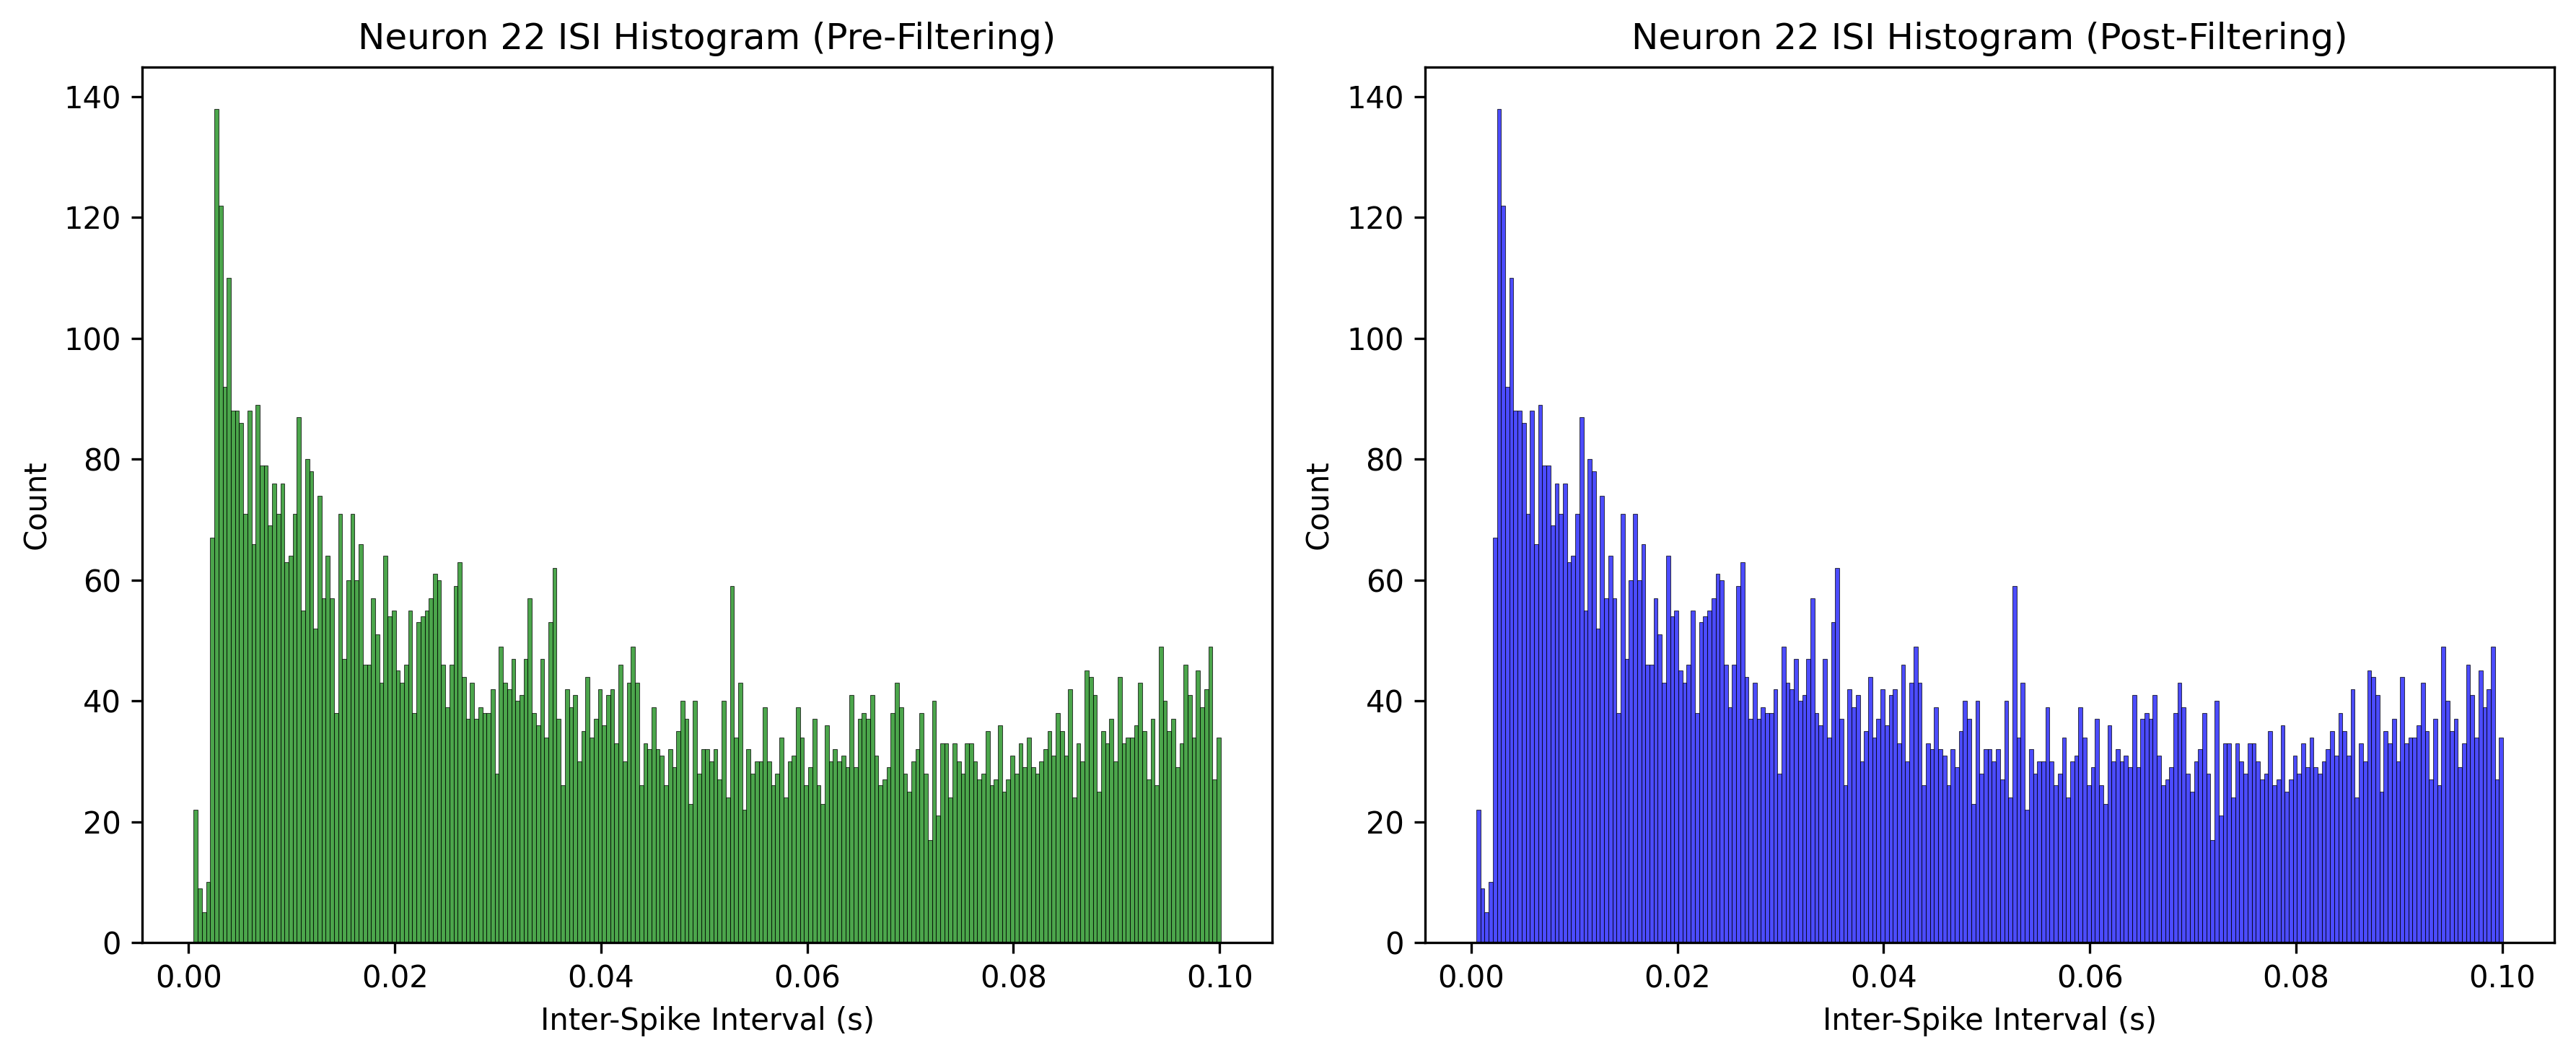 Neuron 22 ISI Histogram (Pre-Filtering)
140
120
100
80
60
40
20
0
Count
0.00 0.02 0.04 0.06 0.08 0.10
Inter-Spike Interval (s)
Neuron 22 ISI Histogram (Post-Filtering)
140
120
100
80
60
40
20
0
Count
0.00 0.02 0.04 0.06 0.08 0.10
Inter-Spike Interval (s)